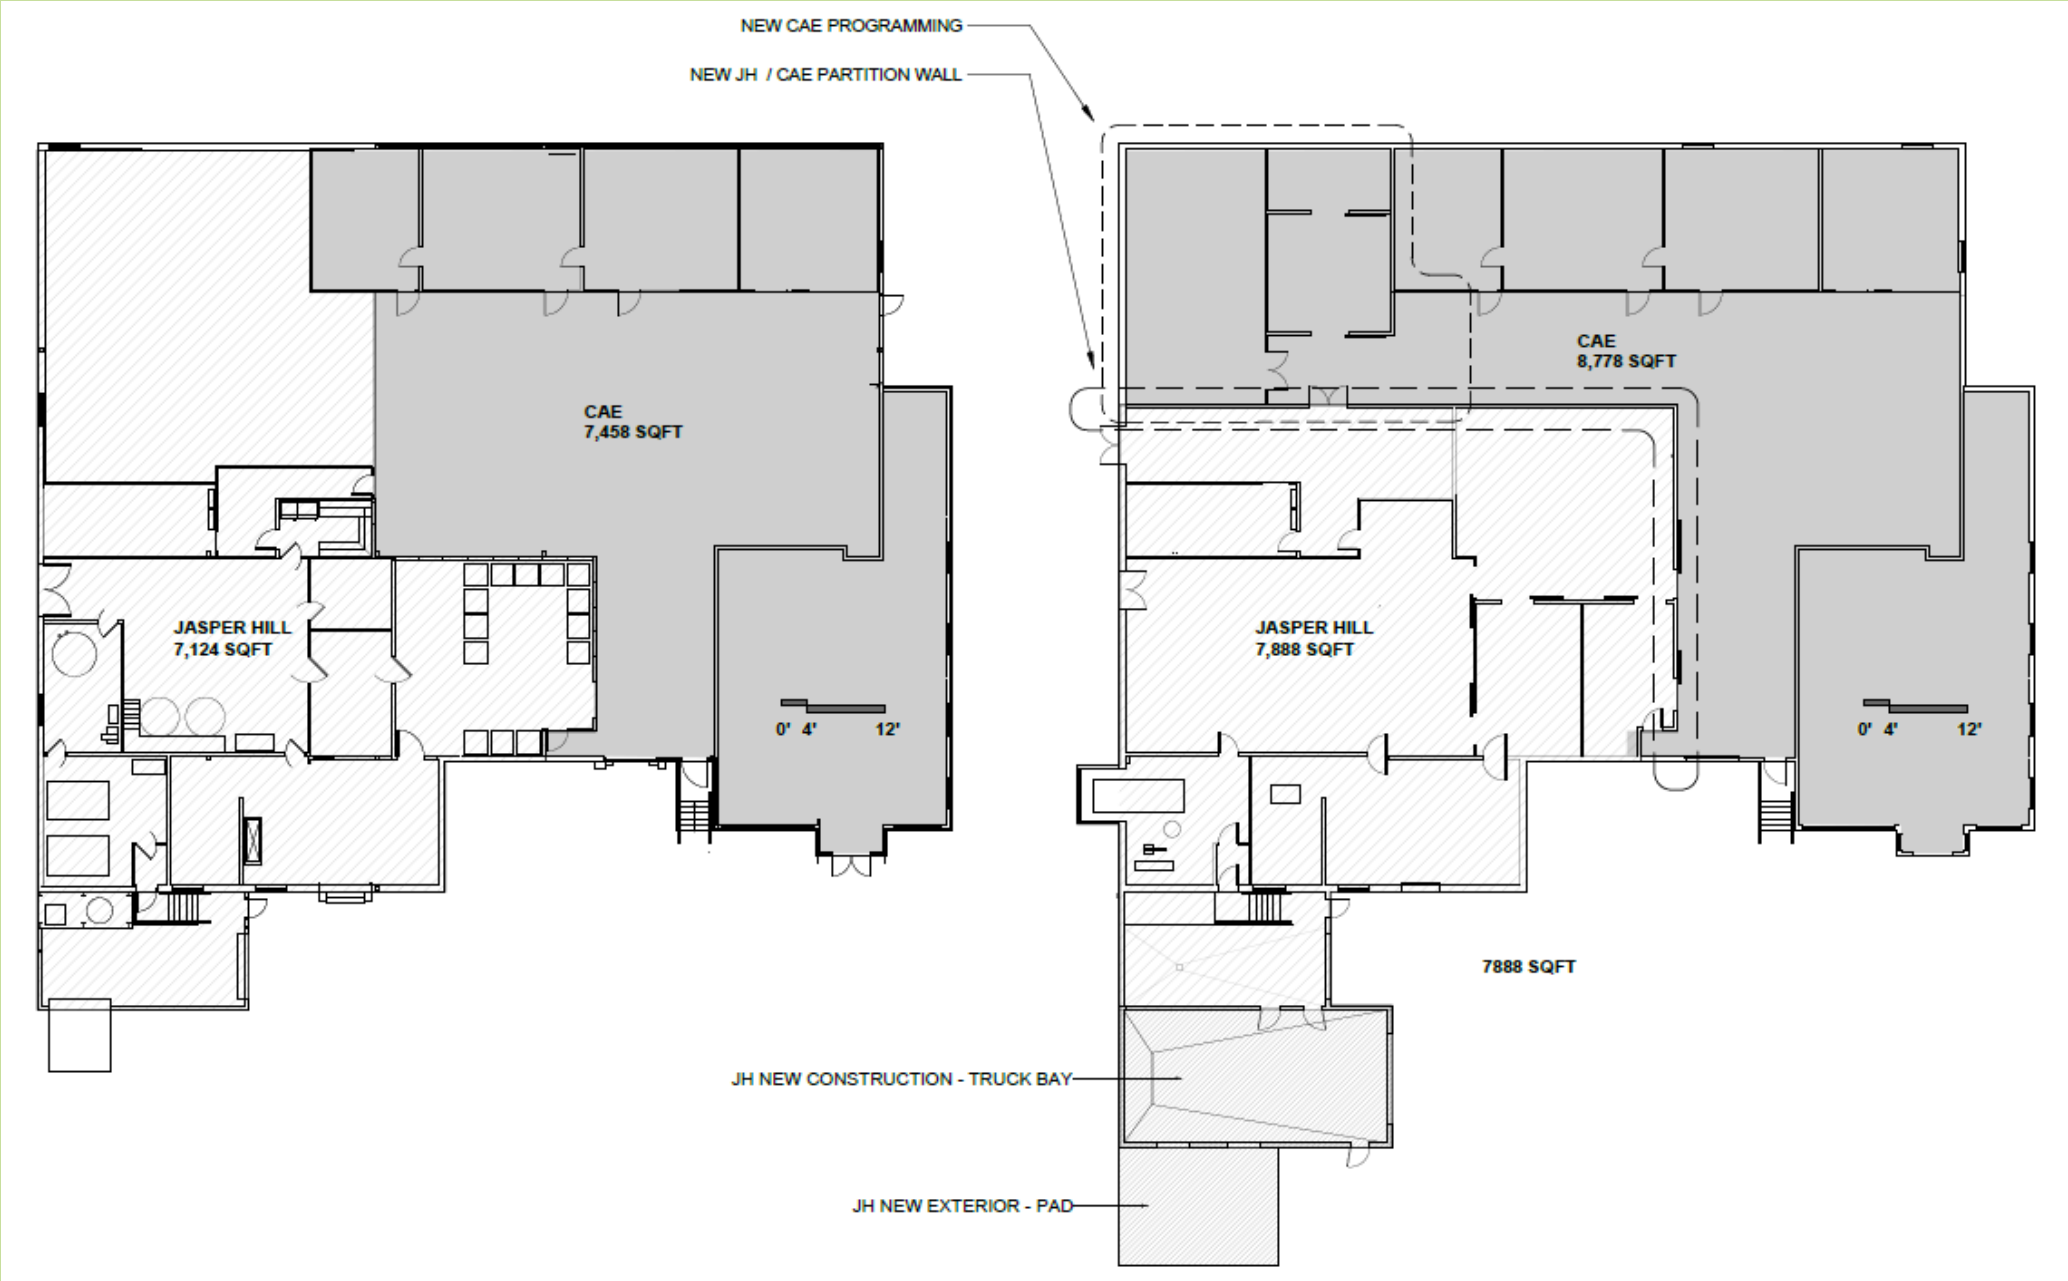 NEW CAE PROGRAMMING
NEW JH / CAE PARTITION WALL
CAE
7,458 SQFT
JASPER HILL
7,124 SQFT
0' 4' 12'
CAE
8,778 SQFT
JASPER HILL
7,888 SQFT
0' 4' 12'
7888 SQFT
JH NEW CONSTRUCTION - TRUCK BAY
JH NEW EXTERIOR - PAD